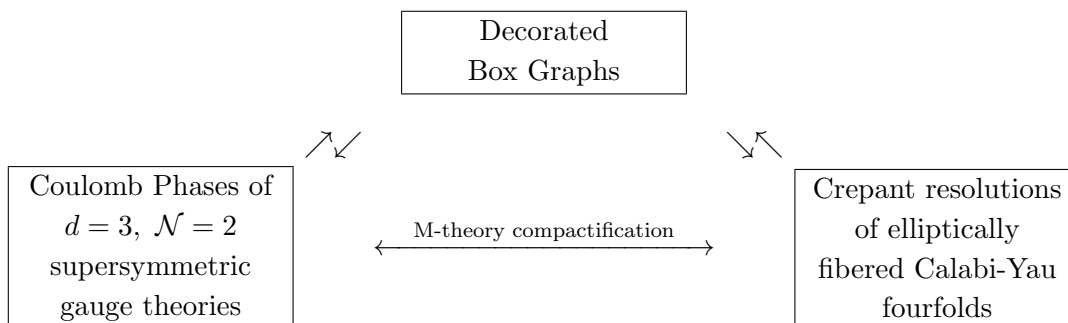 Decorated
Box Graphs
Coulomb Phases of
d = 3, 𝒩 = 2
supersymmetric
gauge theories
M-theory compactification
Crepant resolutions
of elliptically
fibered Calabi-Yau
fourfolds